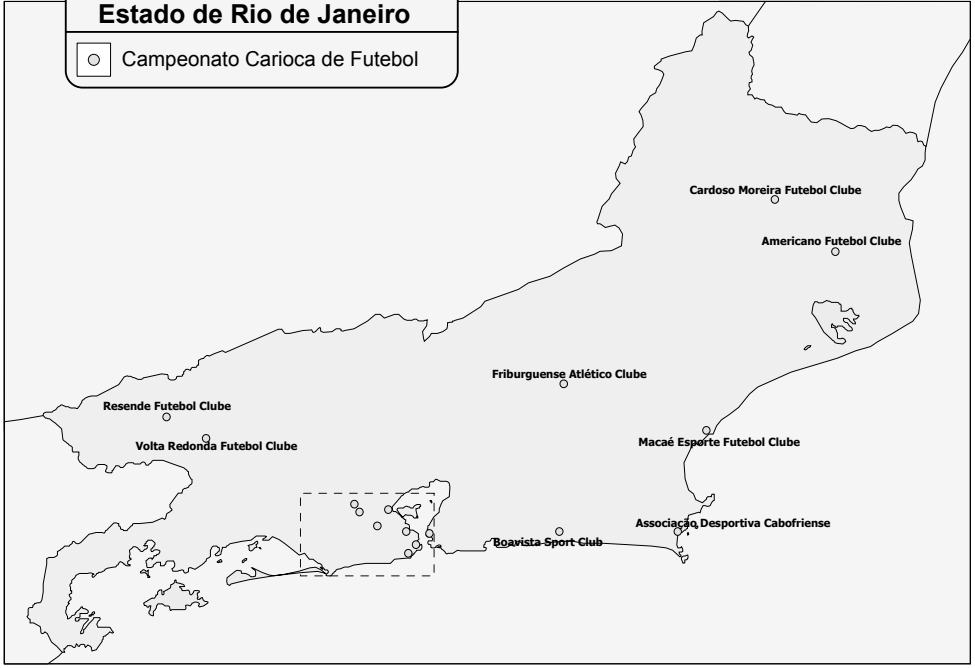 Estado de Rio de Janeiro
Campeonato Carioca de Futebol
Cardoso Moreira Futebol Clube
Americano Futebol Clube
Friburguense Atlético Clube
Resende Futebol Clube
Volta Redonda Futebol Clube
Macaé Esporte Futebol Clube
Associação Desportiva Cabofriense
Boavista Sport Club